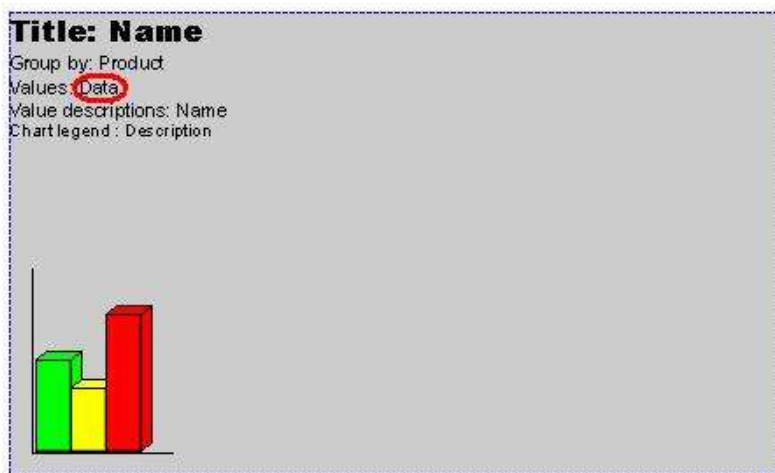 Title: Name
Group by: Product
Values: Data
Value descriptions: Name
Chart legend : Description